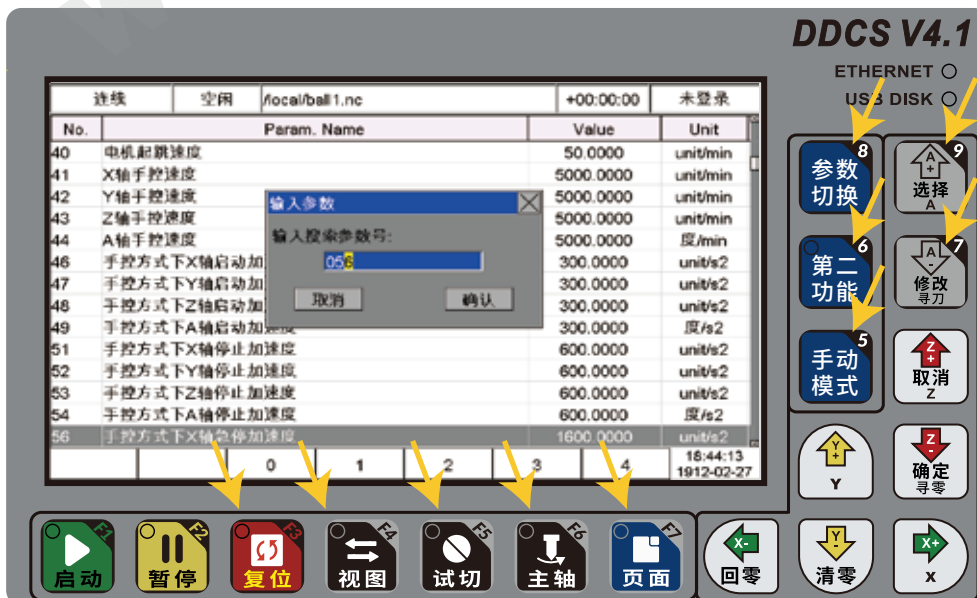 DDCS V4.1
ETHERNET
USB DISK
连续 空闲 /local/ball1.nc +00:00:00 未登录
No. Param. Name Value Unit
40 电机起跳速度 50.0000 unit/min
41 X轴手控速度 5000.0000 unit/min
42 Y轴手控速度 5000.0000 unit/min
43 Z轴手控速度 5000.0000 unit/min
44 A轴手控速度 5000.0000 度/min
46 手控方式下X轴启动加 300.0000 unit/s2
47 手控方式下Y轴启动加 300.0000 unit/s2
48 手控方式下Z轴启动加 300.0000 unit/s2
49 手控方式下A轴启动加速度 300.0000 度/s2
51 手控方式下X轴停止加速度 600.0000 unit/s2
52 手控方式下Y轴停止加速度 600.0000 unit/s2
53 手控方式下Z轴停止加速度 600.0000 unit/s2
54 手控方式下A轴停止加速度 600.0000 度/s2
56 手控方式下X轴急停加速度 1600.0000 unit/s2
输入参数
输入搜索参数号:
056
取消 确认
0 1 2 3 4 18:44:13
1912-02-27
8
参数
切换
9
A
+
选择
A
6
第二
功能
7
A
-
修改
寻刀
5
手动
模式
Z
+
取消
Z
Y
+
Y
Z
-
确定
寻零
F1
启动
F2
暂停
F3
复位
F4
视图
F5
试切
F6
主轴
F7
页面
X-
回零
Y
-
清零
X+
X